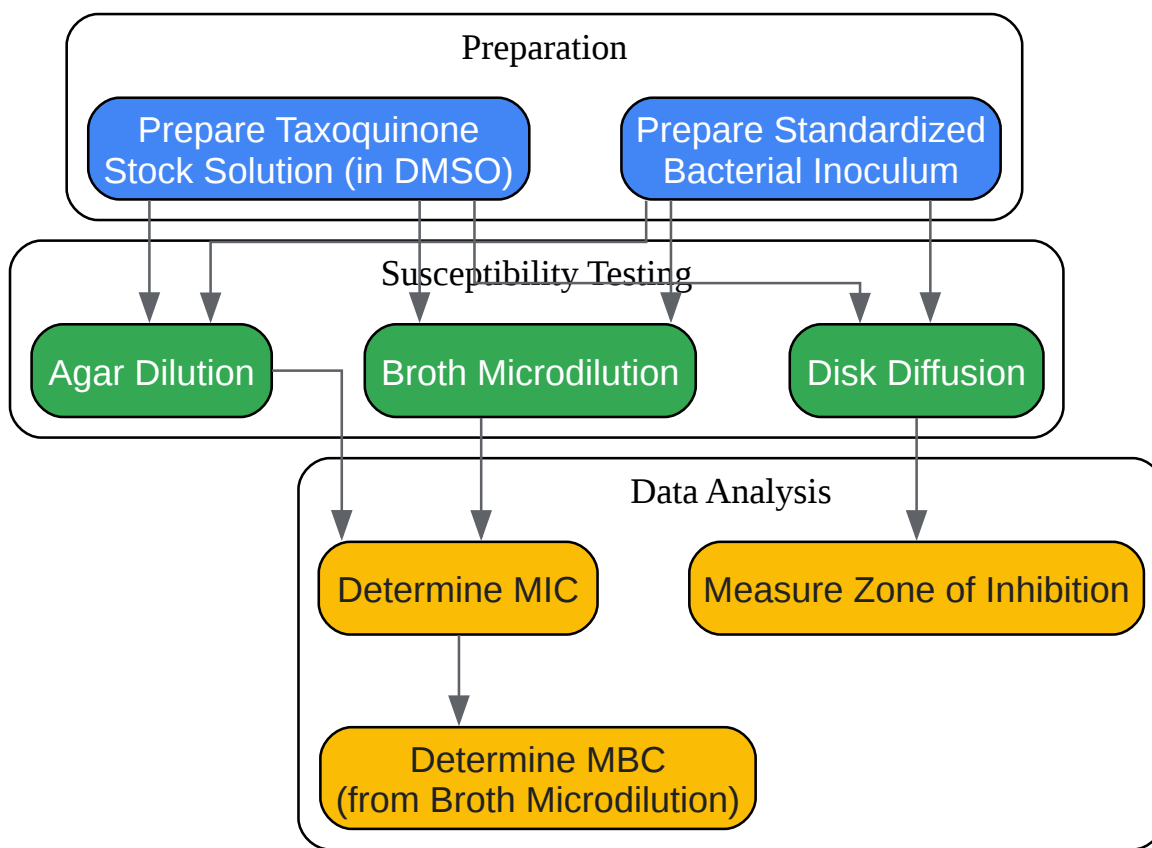 Preparation
Prepare Taxoquinone
Stock Solution (in DMSO)
Prepare Standardized
Bacterial Inoculum
Susceptibility Testing
Agar Dilution
Broth Microdilution
Disk Diffusion
Data Analysis
Determine MIC
Measure Zone of Inhibition
Determine MBC
(from Broth Microdilution)